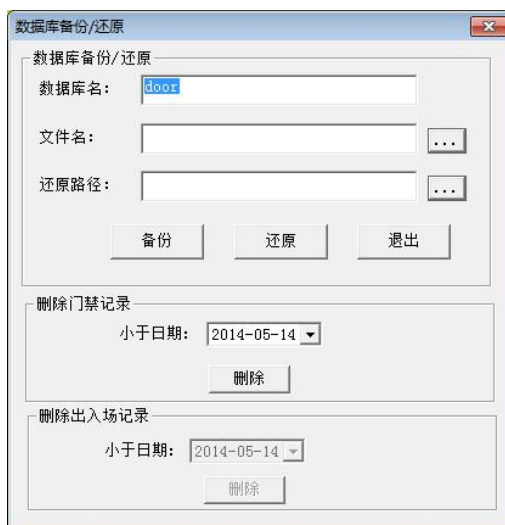 数据库备份/还原
数据库备份/还原
数据库名: door
文件名: ...
还原路径: ...
备份 还原 退出
删除门禁记录
小于日期: 2014-05-14
删除
删除出入场记录
小于日期: 2014-05-14
删除